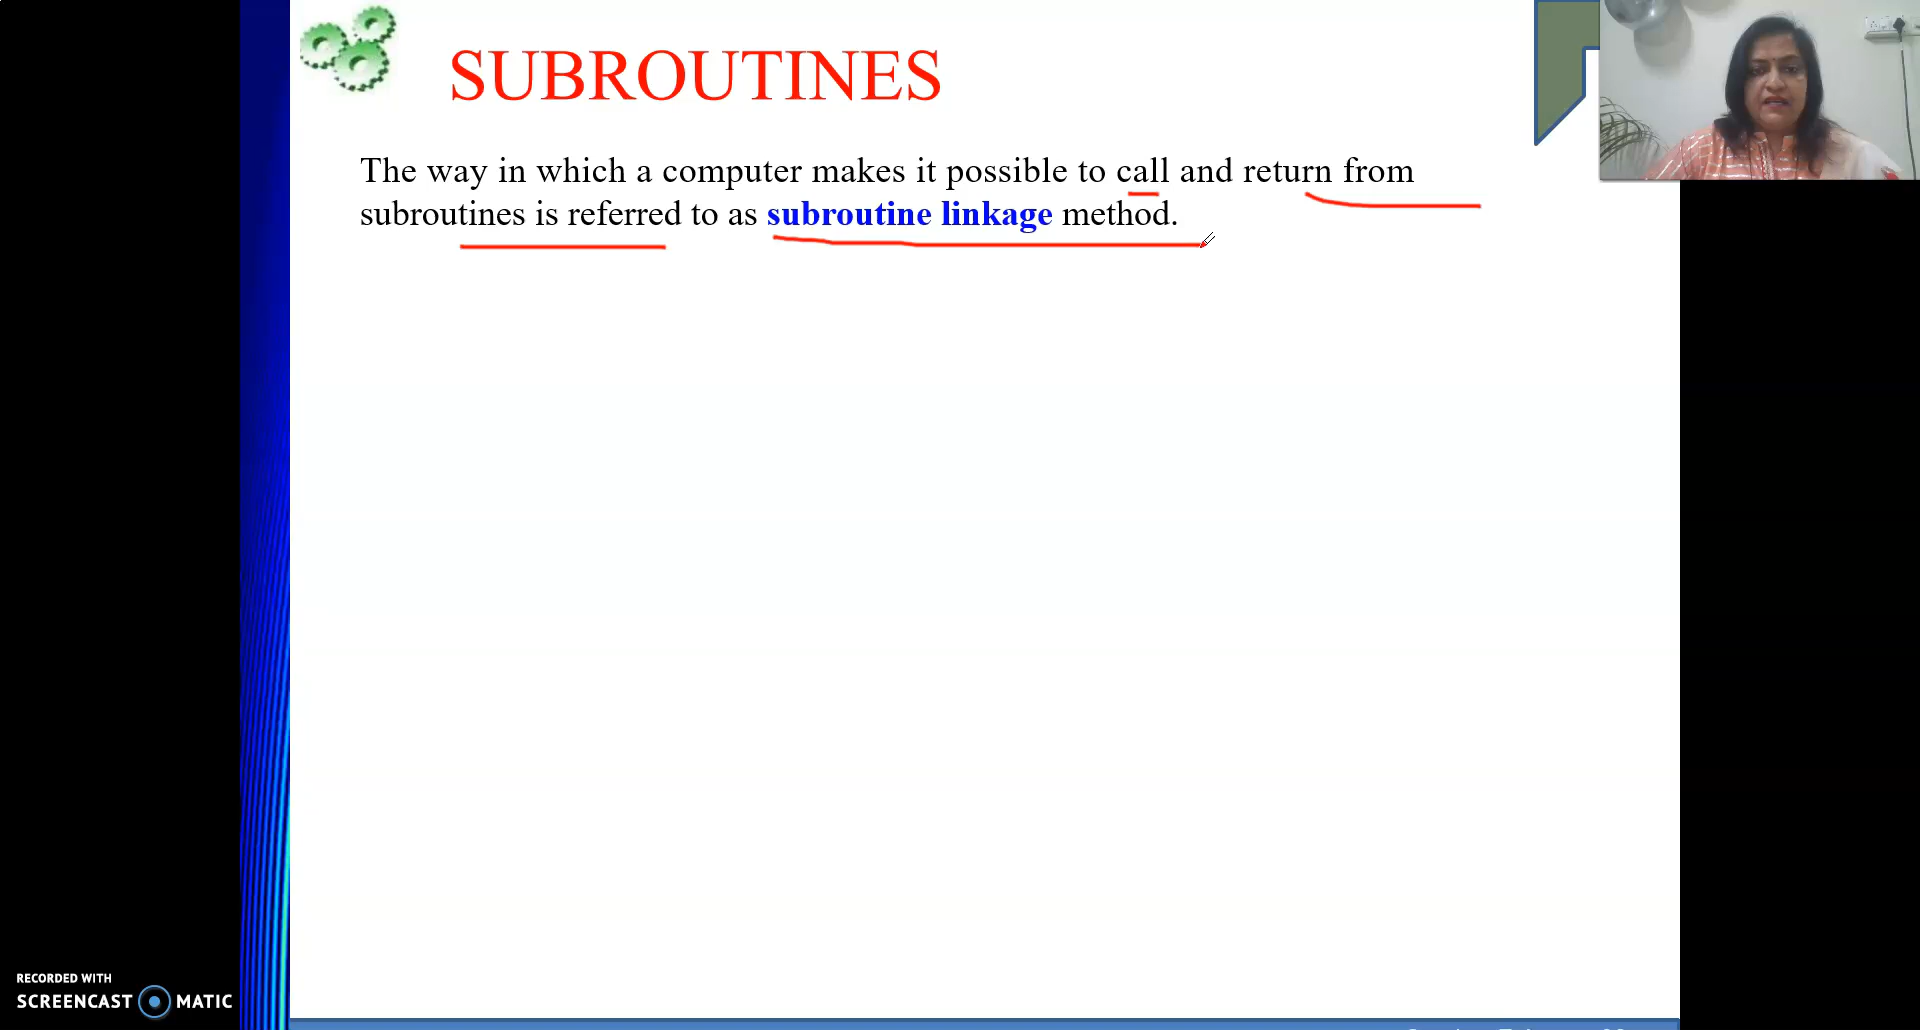 SUBROUTINES
The way in which a computer makes it possible to call and return from
subroutines is referred to as subroutine linkage method.
RECORDED WITH
SCREENCAST MATIC